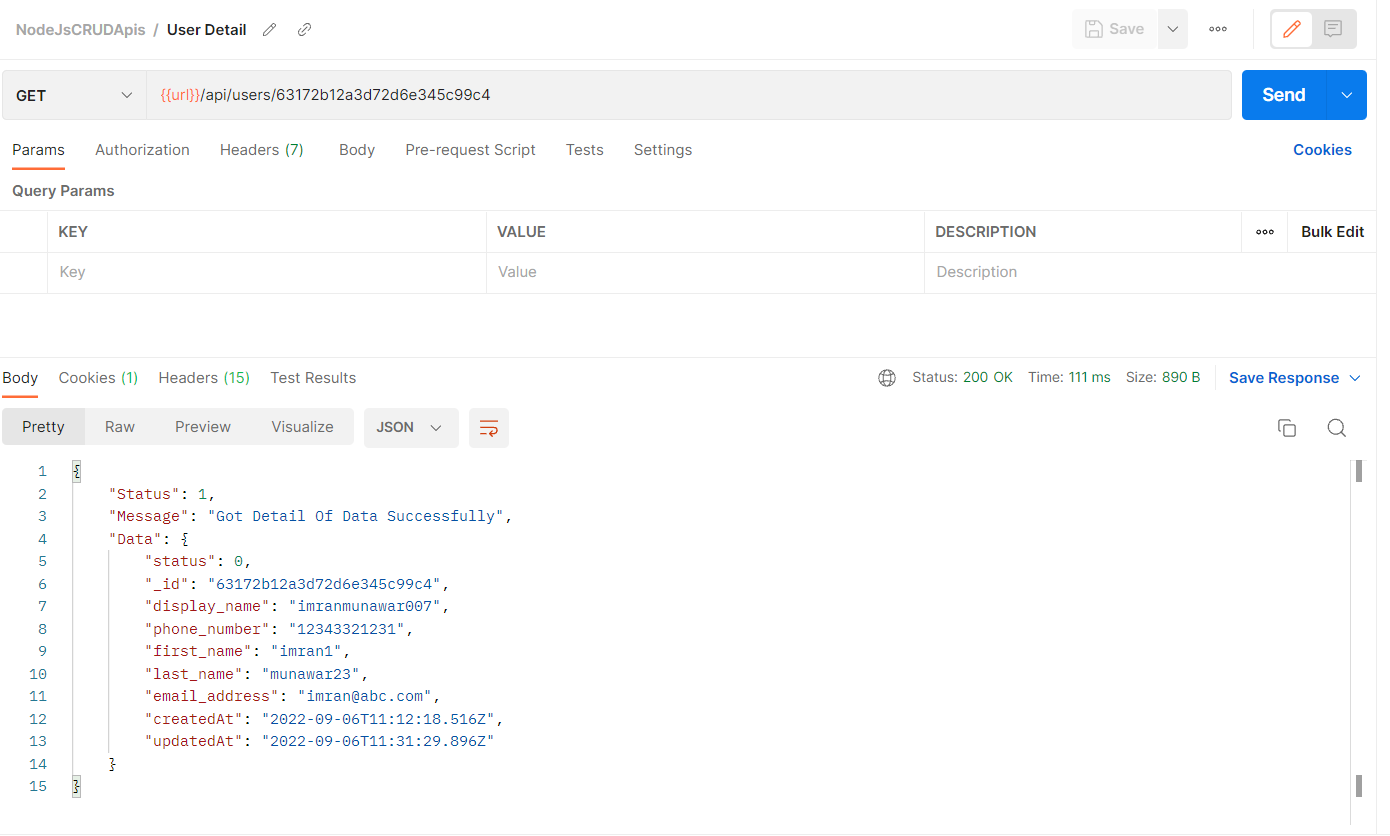 NodeJsCRUDApis / User Detail Save
GET {{url}}/api/users/63172b12a3d72d6e345c99c4 Send
Params Authorization Headers (7) Body Pre-request Script Tests Settings Cookies
Query Params
KEY VALUE DESCRIPTION Bulk Edit
Key Value Description
Body Cookies (1) Headers (15) Test Results Status: 200 OK Time: 111 ms Size: 890 B Save Response
Pretty Raw Preview Visualize JSON
1 {
2 "Status": 1,
3 "Message": "Got Detail Of Data Successfully",
4 "Data": {
5 "status": 0,
6 "_id": "63172b12a3d72d6e345c99c4",
7 "display_name": "imranmunawar007",
8 "phone_number": "12343321231",
9 "first_name": "imran1",
10 "last_name": "munawar23",
11 "email_address": "imran@abc.com",
12 "createdAt": "2022-09-06T11:12:18.516Z",
13 "updatedAt": "2022-09-06T11:31:29.896Z"
14 }
15 }